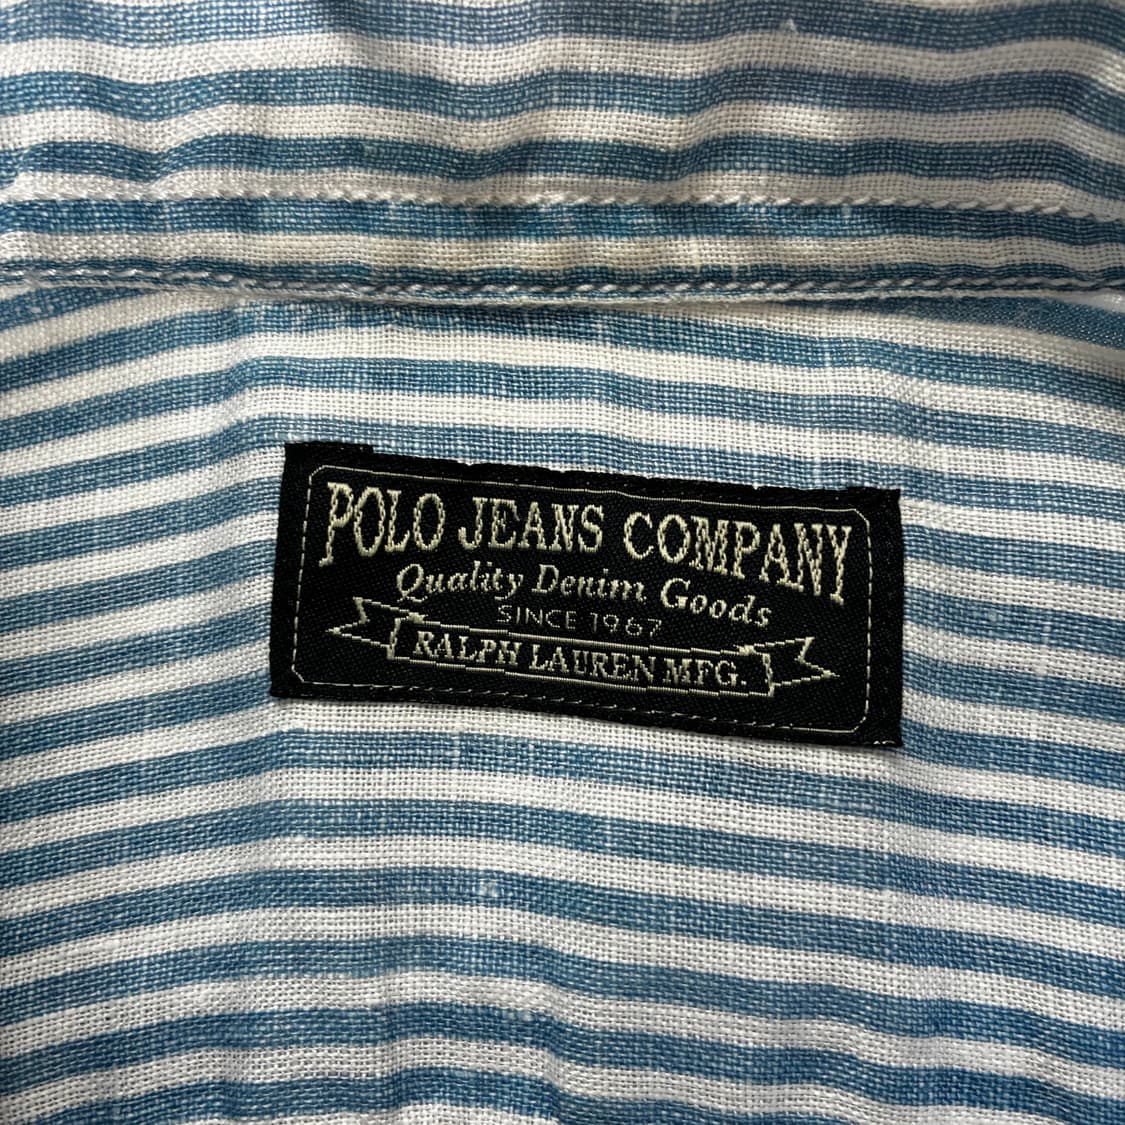 POLO JEANS COMPANY
Quality Denim Goods
SINCE 1967
RALPH LAUREN MFG.